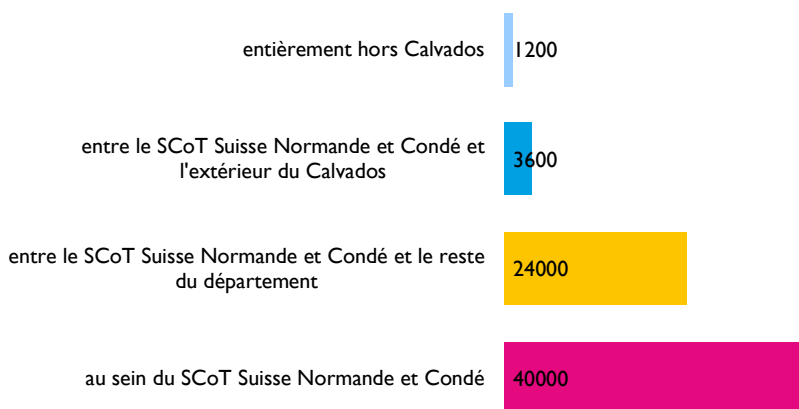 entièrement hors Calvados 1200
entre le SCoT Suisse Normande et Condé et
l'extérieur du Calvados 3600
entre le SCoT Suisse Normande et Condé et le reste
du département 24000
au sein du SCoT Suisse Normande et Condé 40000